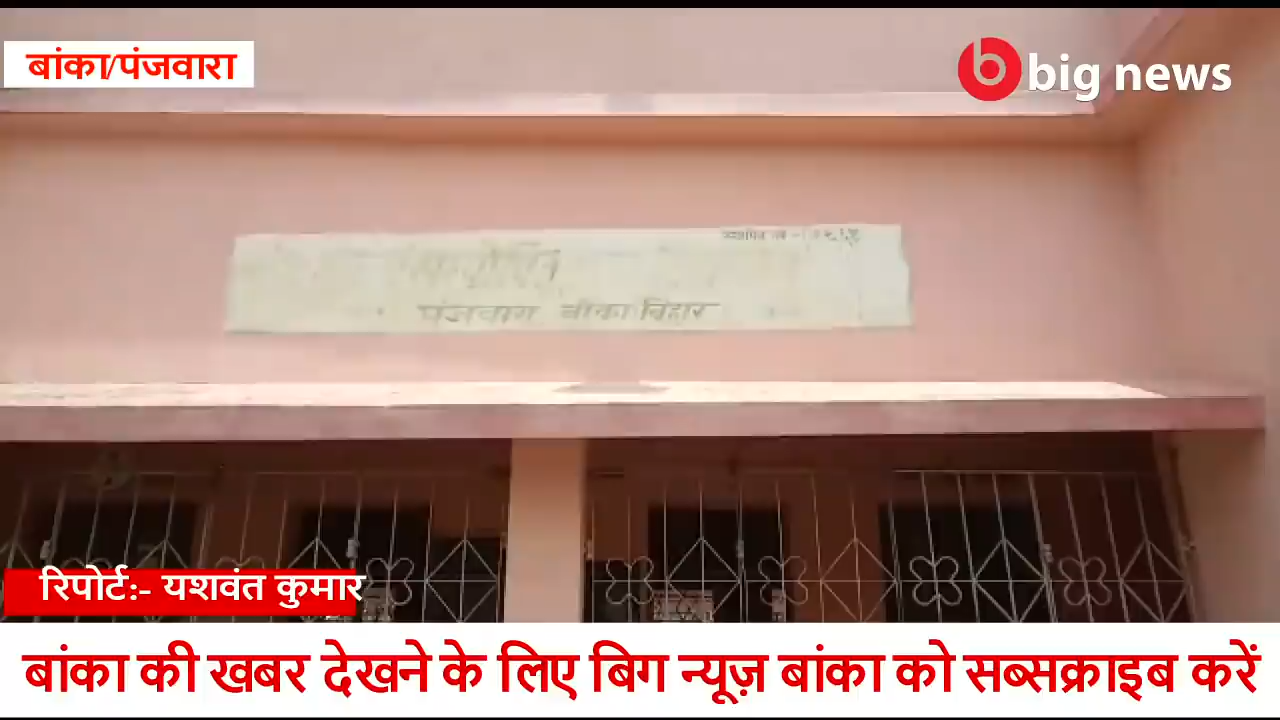 बांका/पंजवारा
big news
पंजवारा बांका बिहार
रिपोर्ट:- यशवंत कुमार
बांका की खबर देखने के लिए बिग न्यूज़ बांका को सब्सक्राइब करें